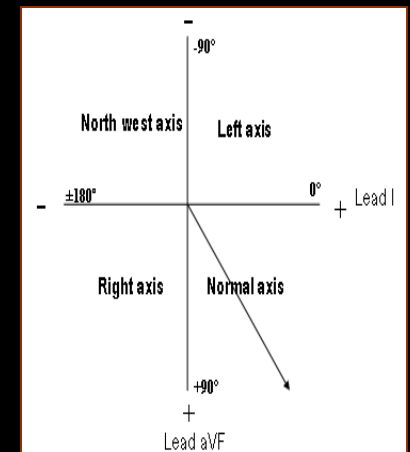 -
-90°
North west axis
Left axis
±180°
0°
-
+ Lead I
Right axis
Normal axis
+90°
+
Lead aVF